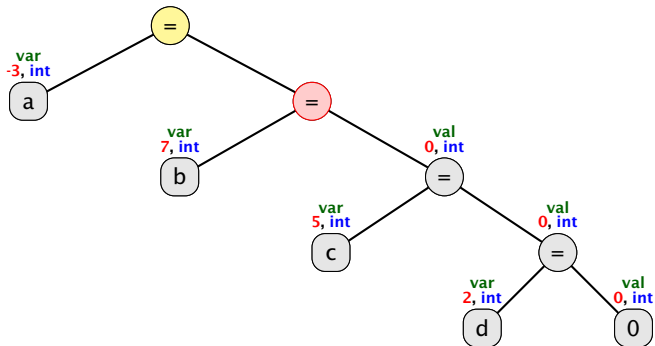 =
var
-3, int
a
=
var
7, int
b
val
0, int
=
var
5, int
c
val
0, int
=
var
2, int
d
val
0, int
0